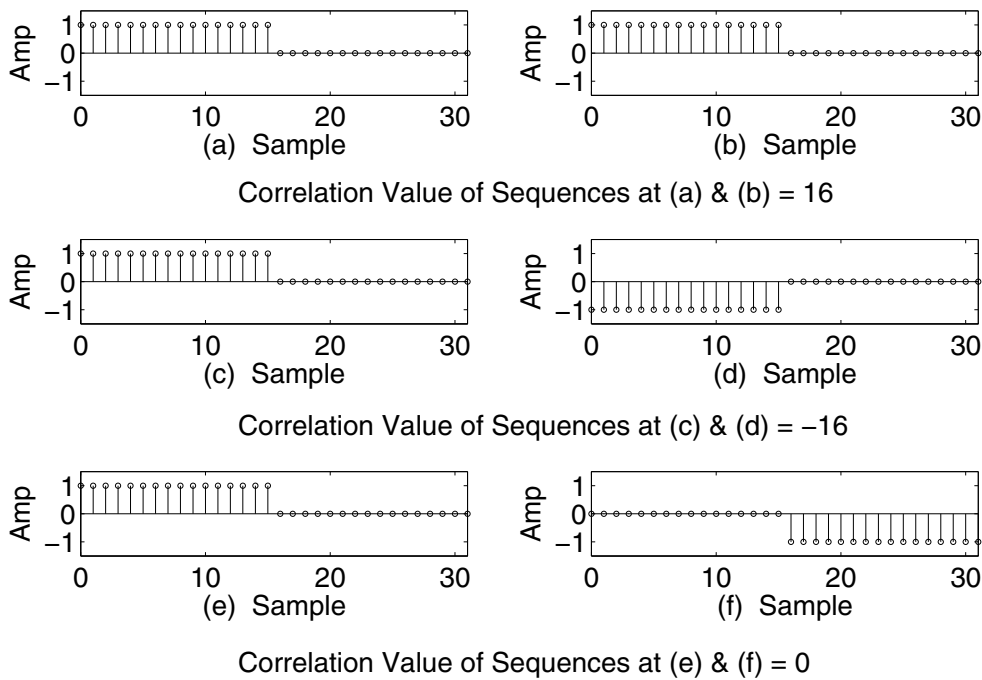 Amp
1
0
−1
0 10 20 30
(a) Sample
Amp
1
0
−1
0 10 20 30
(b) Sample
Correlation Value of Sequences at (a) & (b) = 16
Amp
1
0
−1
0 10 20 30
(c) Sample
Amp
1
0
−1
0 10 20 30
(d) Sample
Correlation Value of Sequences at (c) & (d) = −16
Amp
1
0
−1
0 10 20 30
(e) Sample
Amp
1
0
−1
0 10 20 30
(f) Sample
Correlation Value of Sequences at (e) & (f) = 0